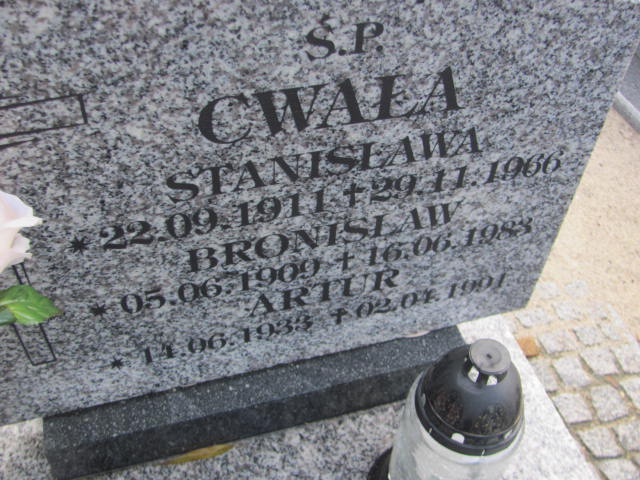 Ś.P.
CWAŁA
STANISŁAWA
* 22.09.1911 † 29.11.1966
BRONISŁAW
* 05.06.1909 † 16.06.1983
ARTUR
* 14.06.1933 † 02.04.1991